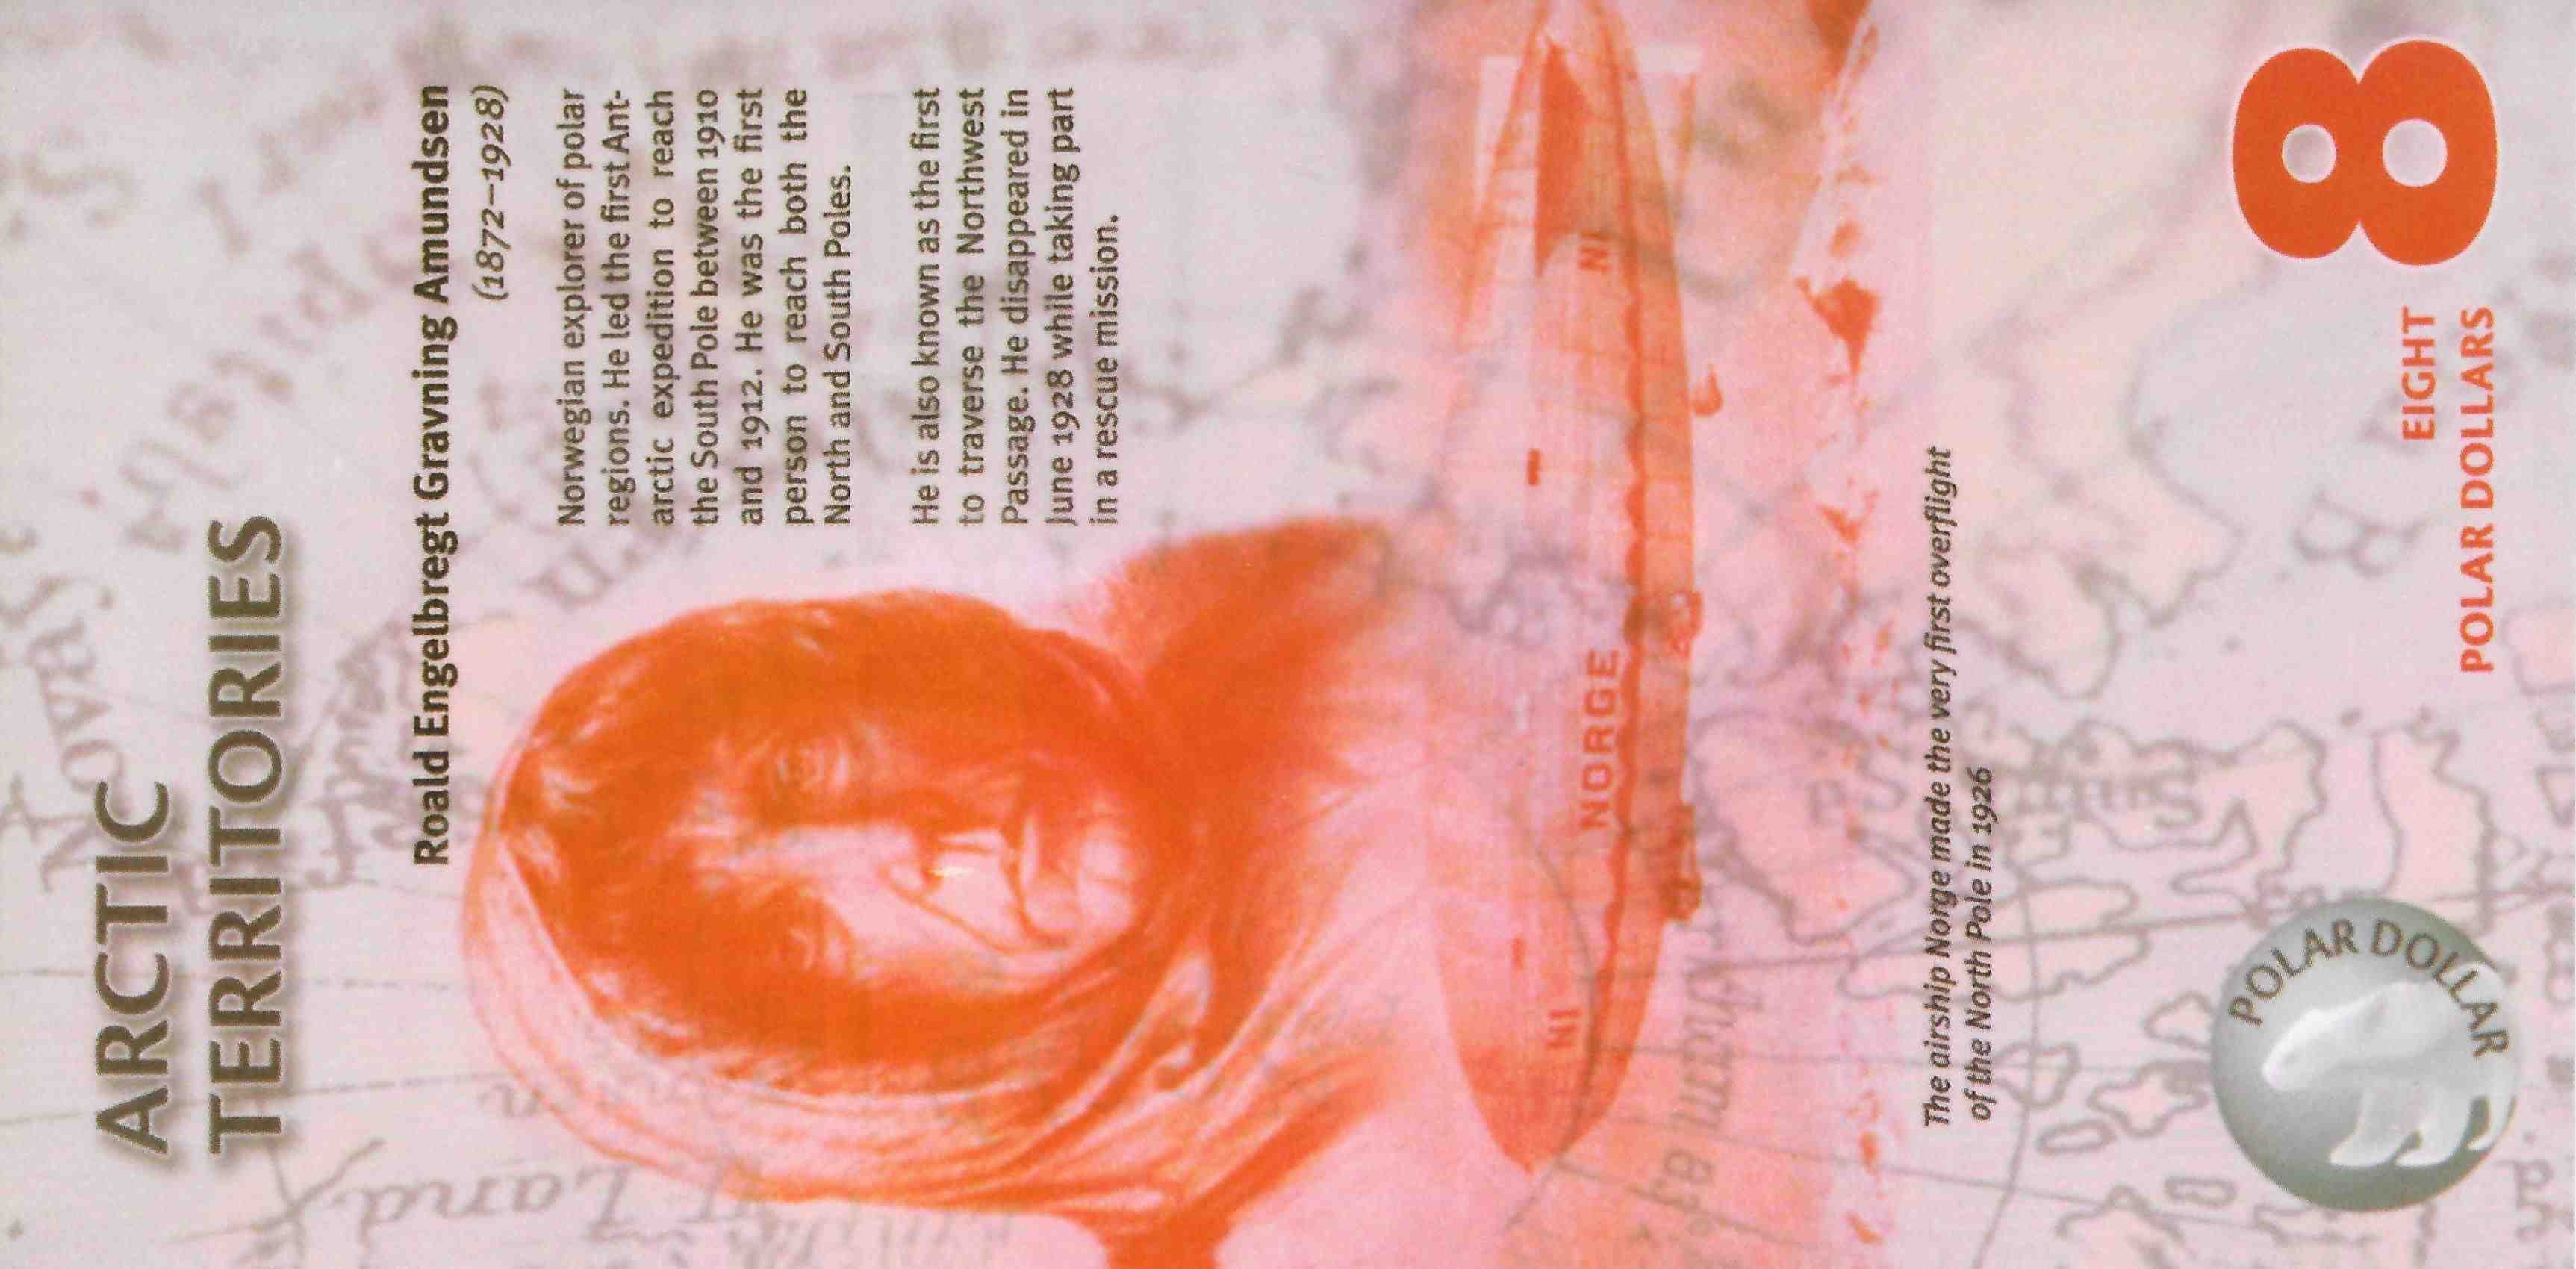 ARCTIC
TERRITORIES
Roald Engelbregt Gravning Amundsen
(1872–1928)
Norwegian explorer of polar
regions. He led the first Ant-
arctic expedition to reach
the South Pole between 1910
and 1912. He was the first
person to reach both the
North and South Poles.
He is also known as the first
to traverse the Northwest
Passage. He disappeared in
June 1928 while taking part
in a rescue mission.
NORGE
N1
N1
The airship Norge made the very first overflight
of the North Pole in 1926
POLAR DOLLAR
EIGHT
POLAR DOLLARS
8